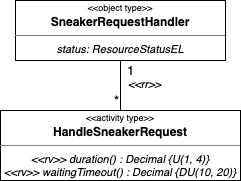 <<object type>>
SneakerRequestHandler
status: ResourceStatusEL
1
<<rr>>
*
<<activity type>>
HandleSneakerRequest
<<rv>> duration() : Decimal {U(1, 4)}
<<rv>> waitingTimeout() : Decimal {DU(10, 20)}